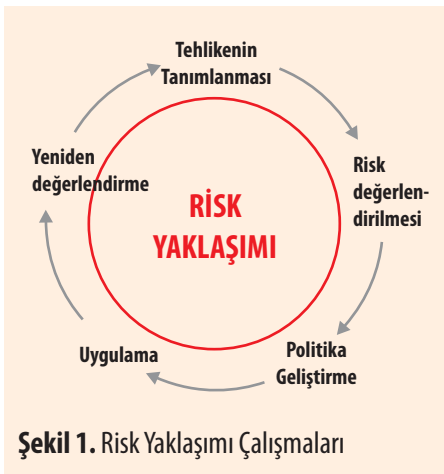 Tehlikenin
Tanımlanması
Risk
değerlen-
dirilmesi
Politika
Geliştirme
Uygulama
Yeniden
değerlendirme
RİSK
YAKLAŞIMI
Şekil 1. Risk Yaklaşımı Çalışmaları